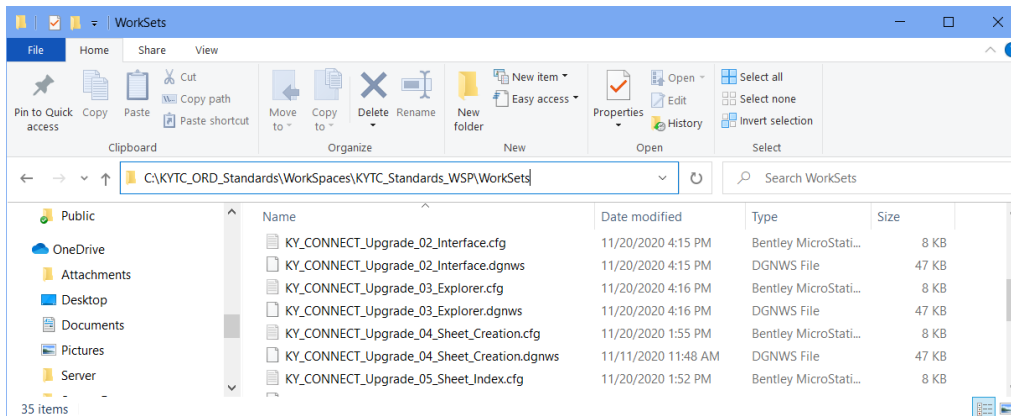 WorkSets
File Home Share View
Pin to Quick access
Copy
Paste
Cut
Copy path
Paste shortcut
Clipboard
Move to
Copy to
Delete
Rename
Organize
New folder
New item
Easy access
New
Properties
Open
Edit
History
Open
Select all
Select none
Invert selection
Select
C:\KYTC_ORD_Standards\WorkSpaces\KYTC_Standards_WSP\WorkSets
Search WorkSets
Public
OneDrive
Attachments
Desktop
Documents
Pictures
Server
Name Date modified Type Size
KY_CONNECT_Upgrade_02_Interface.cfg 11/20/2020 4:15 PM Bentley MicroStati... 8 KB
KY_CONNECT_Upgrade_02_Interface.dgnws 11/20/2020 4:15 PM DGNWS File 47 KB
KY_CONNECT_Upgrade_03_Explorer.cfg 11/20/2020 4:16 PM Bentley MicroStati... 8 KB
KY_CONNECT_Upgrade_03_Explorer.dgnws 11/20/2020 4:16 PM DGNWS File 47 KB
KY_CONNECT_Upgrade_04_Sheet_Creation.cfg 11/20/2020 1:55 PM Bentley MicroStati... 8 KB
KY_CONNECT_Upgrade_04_Sheet_Creation.dgnws 11/11/2020 11:48 AM DGNWS File 47 KB
KY_CONNECT_Upgrade_05_Sheet_Index.cfg 11/20/2020 1:52 PM Bentley MicroStati... 8 KB
35 items